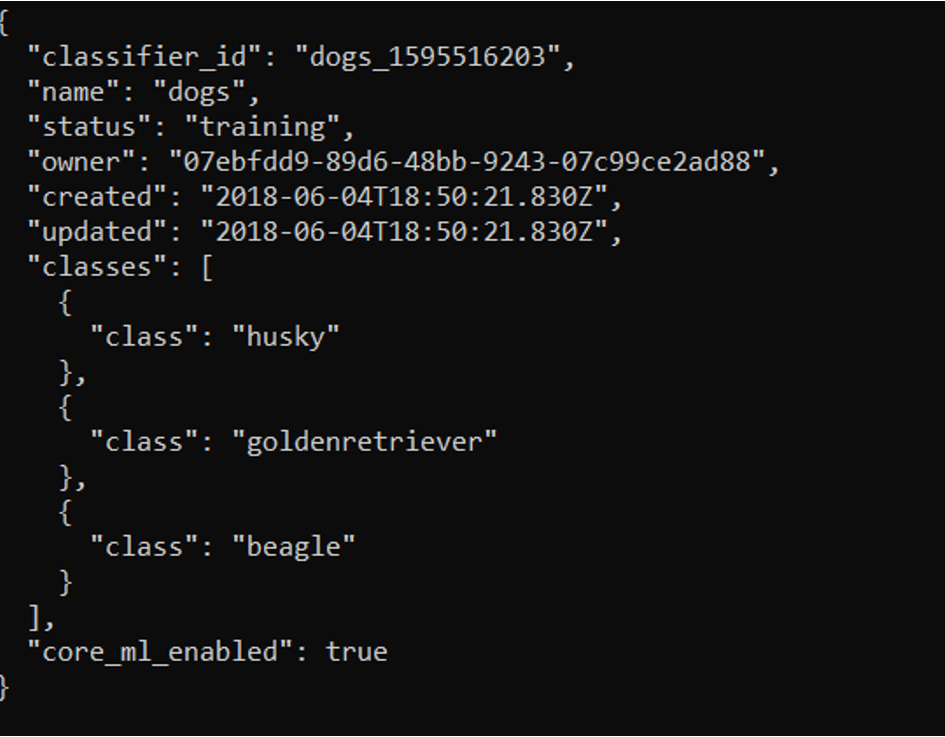 {
  "classifier_id": "dogs_1595516203",
  "name": "dogs",
  "status": "training",
  "owner": "07ebfdd9-89d6-48bb-9243-07c99ce2ad88",
  "created": "2018-06-04T18:50:21.830Z",
  "updated": "2018-06-04T18:50:21.830Z",
  "classes": [
    {
      "class": "husky"
    },
    {
      "class": "goldenretriever"
    },
    {
      "class": "beagle"
    }
  ],
  "core_ml_enabled": true
}